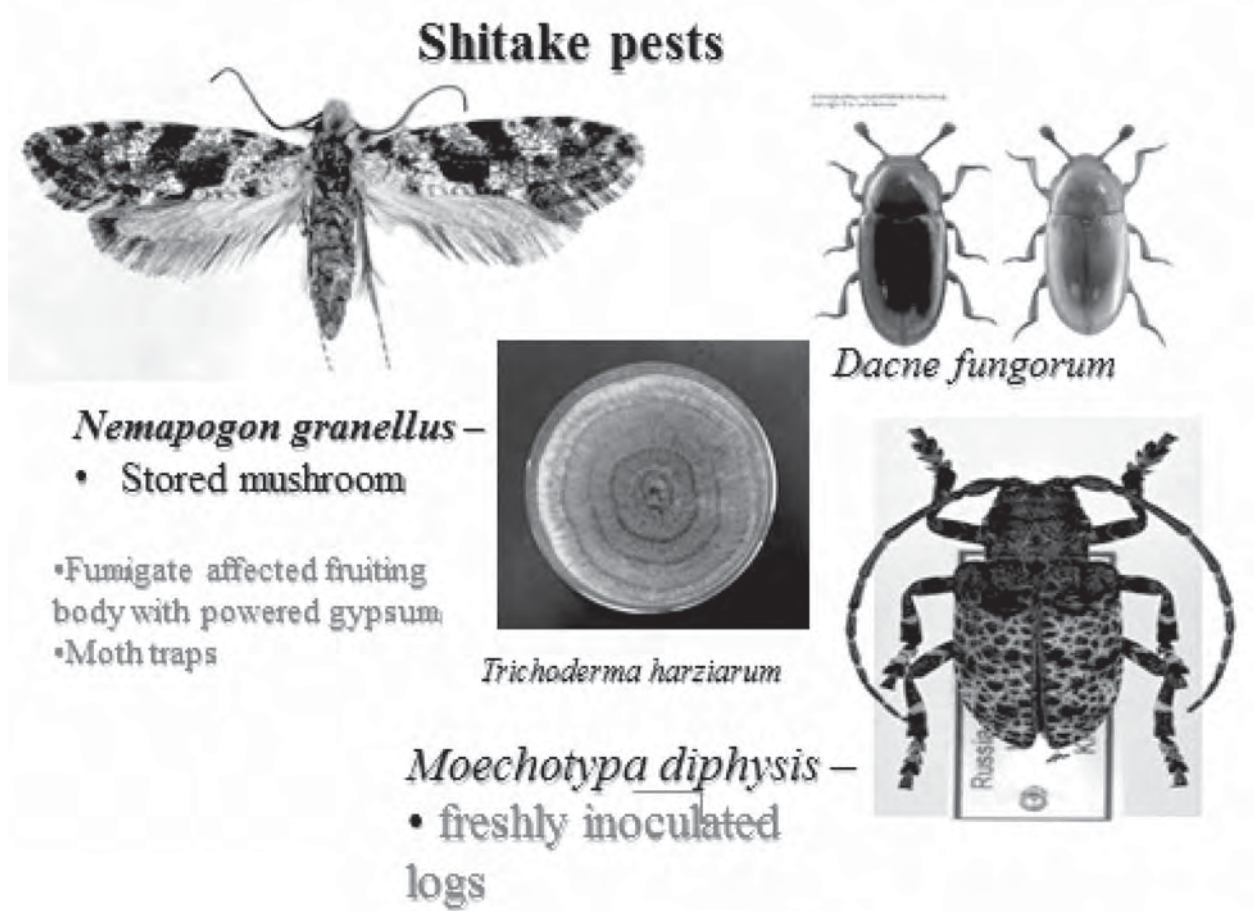 Shitake pests
Dacne fungorum
Nemapogon granellus –
• Stored mushroom
•Fumigate affected fruiting
body with powered gypsum
•Moth traps
Trichoderma harziarum
Moechotypa diphysis –
• freshly inoculated
logs
Russia